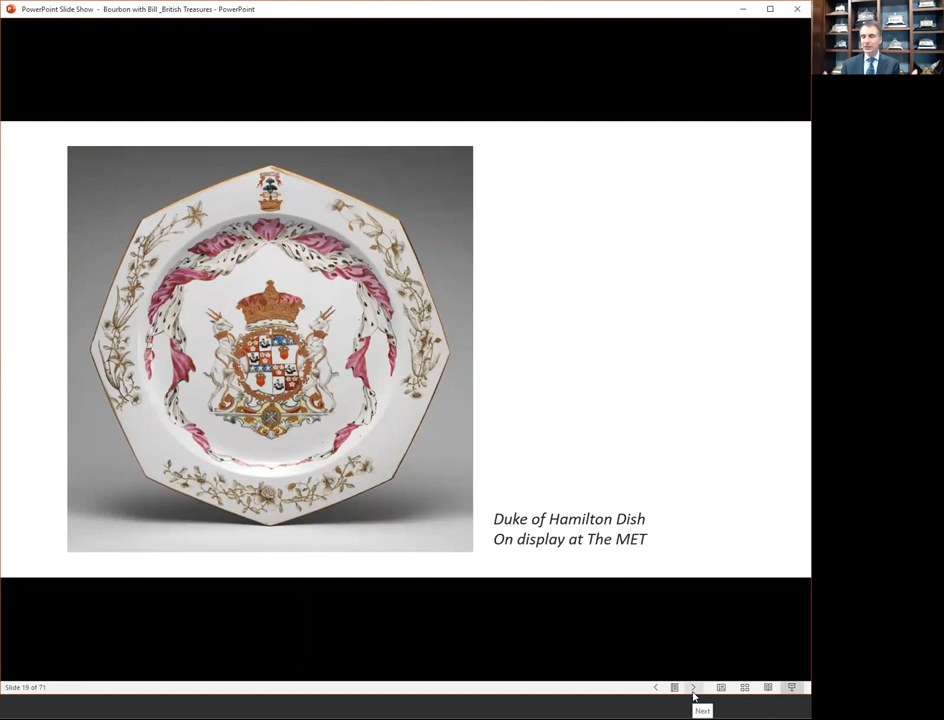 PowerPoint Slide Show - Bourbon with Bill _British Treasures - PowerPoint
Duke of Hamilton Dish
On display at The MET
Slide 19 of 71
Next